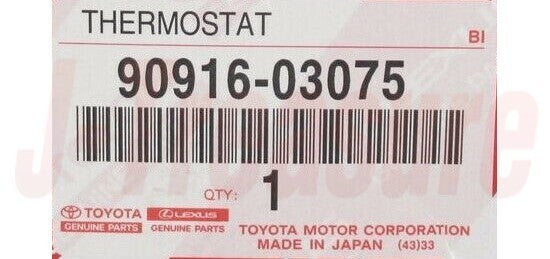 THERMOSTAT
BI
90916-03075
QTY: 1
TOYOTA LEXUS
GENUINE PARTS GENUINE PARTS
TOYOTA MOTOR CORPORATION
MADE IN JAPAN (43)33